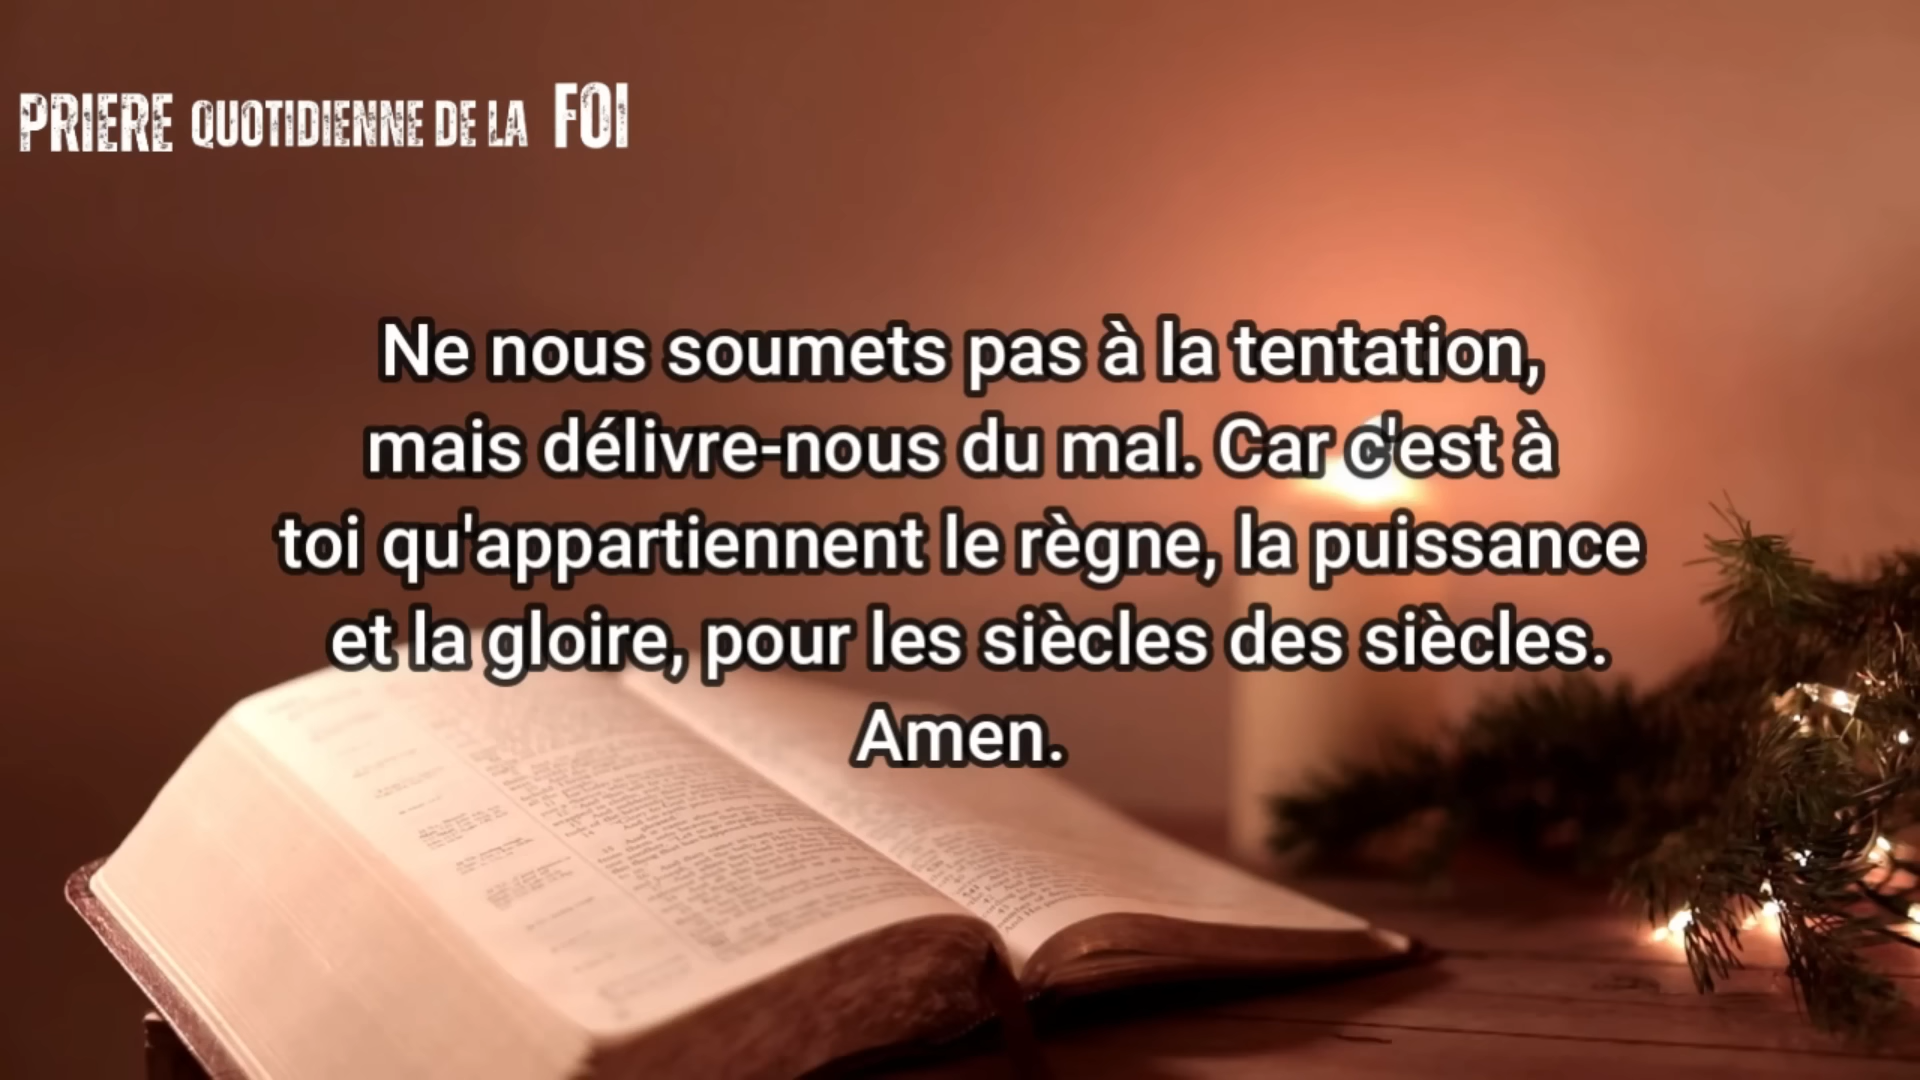 PRIERE QUOTIDIENNE DE LA FOI
Ne nous soumets pas à la tentation,
mais délivre-nous du mal. Car c'est à
toi qu'appartiennent le règne, la puissance
et la gloire, pour les siècles des siècles.
Amen.